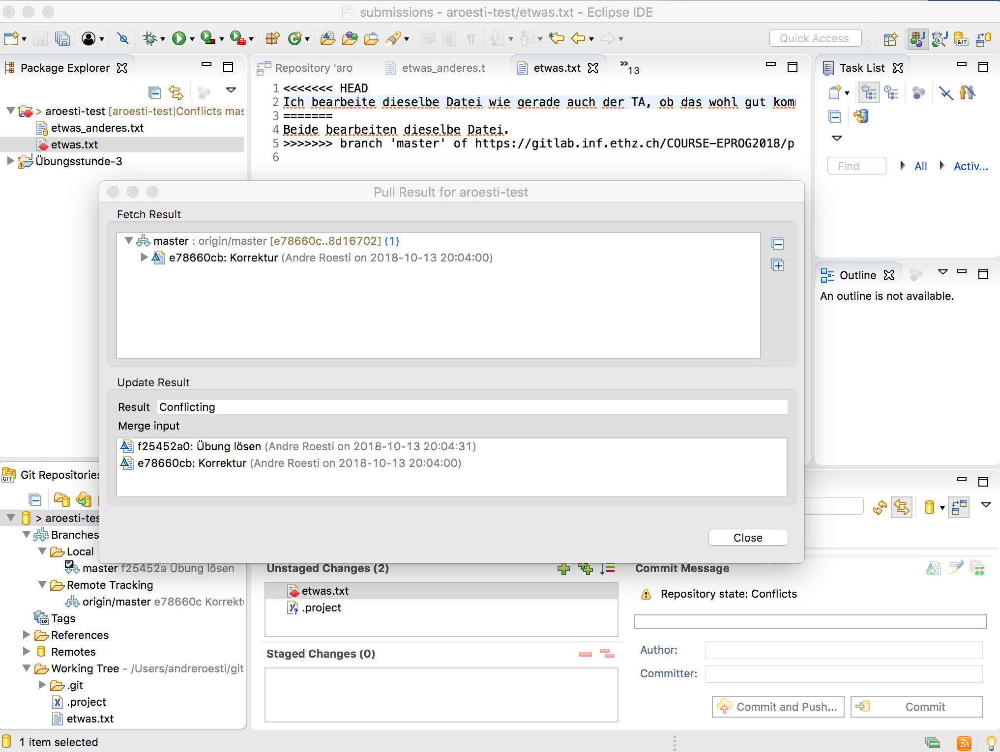 submissions - aroesti-test/etwas.txt - Eclipse IDE
Quick Access
Package Explorer
> aroesti-test [aroesti-test|Conflicts mas
etwas_anderes.txt
etwas.txt
Übungsstunde-3
Repository 'aro
etwas_anderes.t
etwas.txt
»13
1 <<<<<<< HEAD
2 Ich bearbeite dieselbe Datei wie gerade auch der TA, ob das wohl gut kom
3 =======
4 Beide bearbeiten dieselbe Datei.
5 >>>>>>> branch 'master' of https://gitlab.inf.ethz.ch/COURSE-EPROG2018/p
6
Task List
Find
All
Activ...
Outline
An outline is not available.
Pull Result for aroesti-test
Fetch Result
master : origin/master [e78660c..8d16702] (1)
e78660cb: Korrektur (Andre Roesti on 2018-10-13 20:04:00)
Update Result
Result Conflicting
Merge input
f25452a0: Übung lösen (Andre Roesti on 2018-10-13 20:04:31)
e78660cb: Korrektur (Andre Roesti on 2018-10-13 20:04:00)
Close
Git Repositories
> aroesti-tes
Branches
Local
master f25452a Übung lösen
Remote Tracking
origin/master e78660c Korrektu
Tags
References
Remotes
Working Tree - /Users/andreroesti/git
.git
.project
etwas.txt
Unstaged Changes (2)
etwas.txt
.project
Staged Changes (0)
Commit Message
Repository state: Conflicts
Author:
Committer:
Commit and Push...
Commit
1 item selected